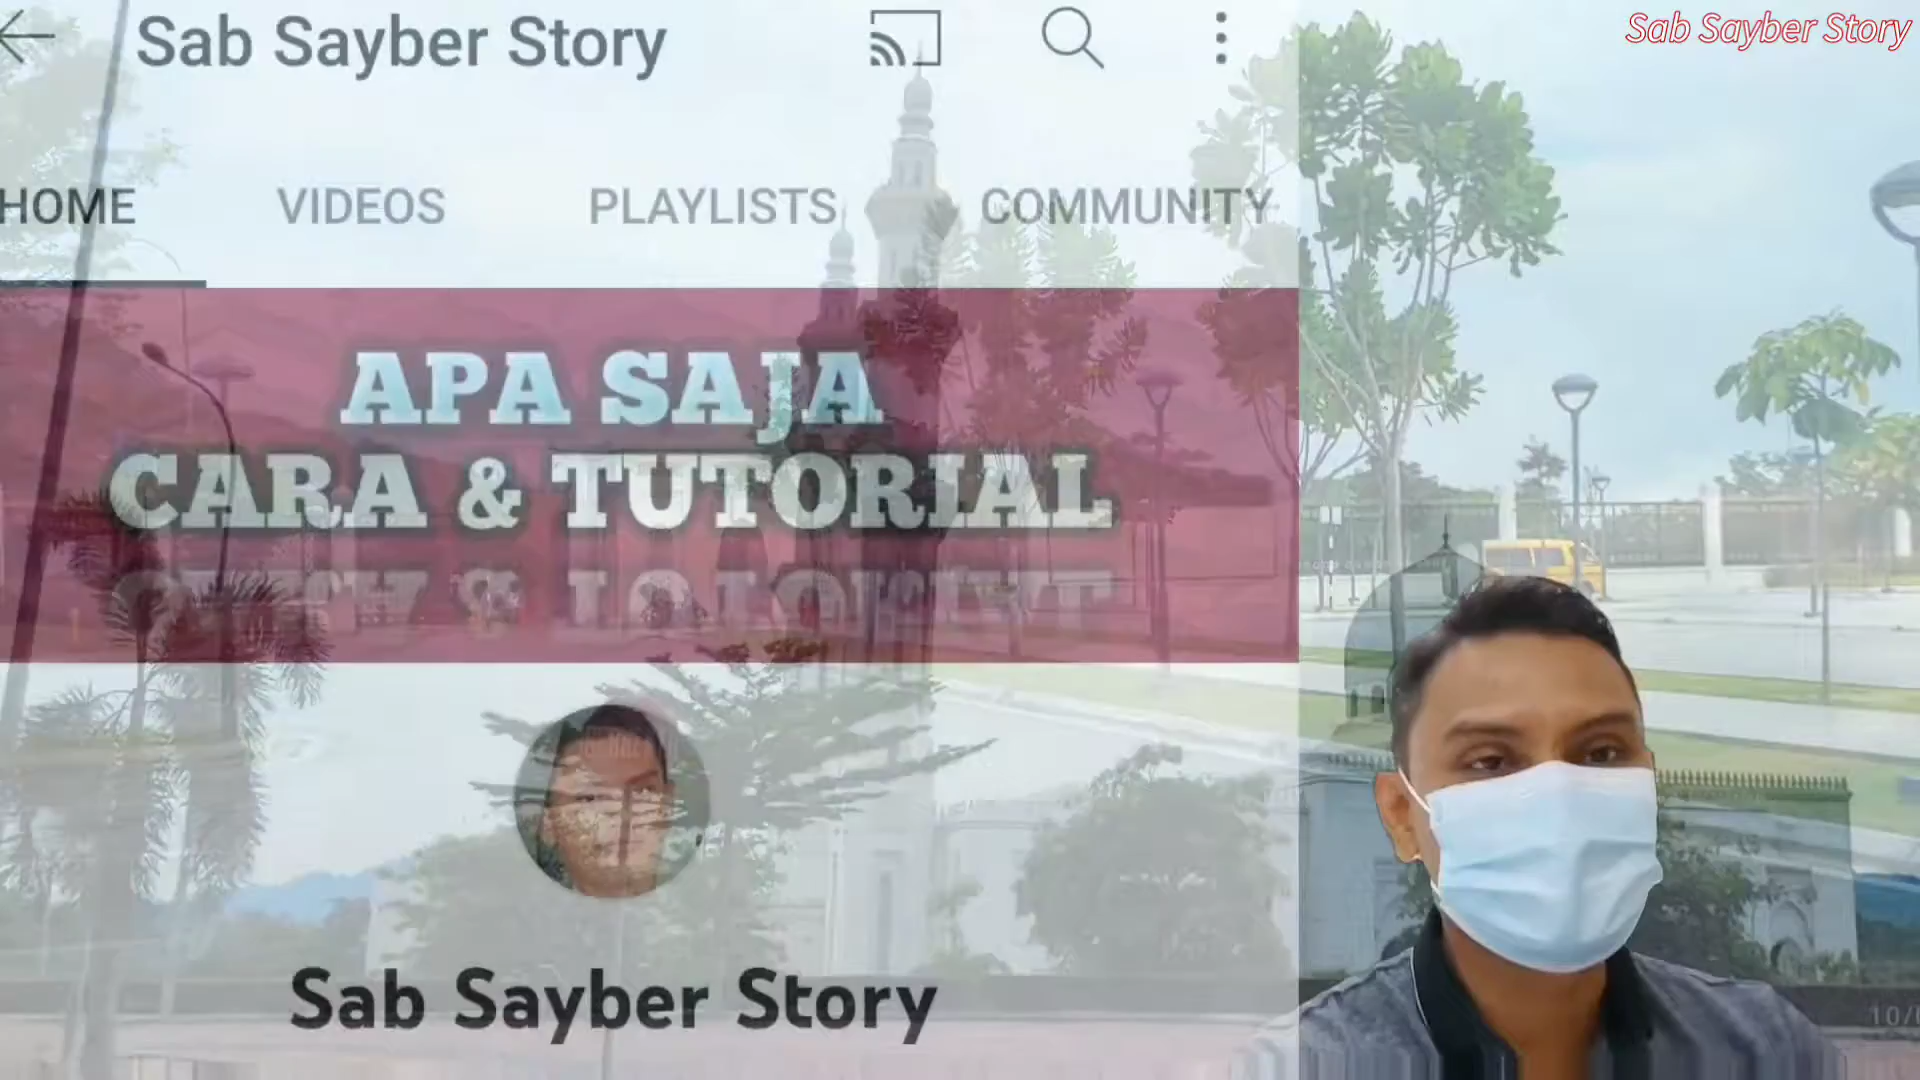 Sab Sayber Story
Sab Sayber Story
HOME VIDEOS PLAYLISTS COMMUNITY
APA SAJA
CARA & TUTORIAL
Sab Sayber Story